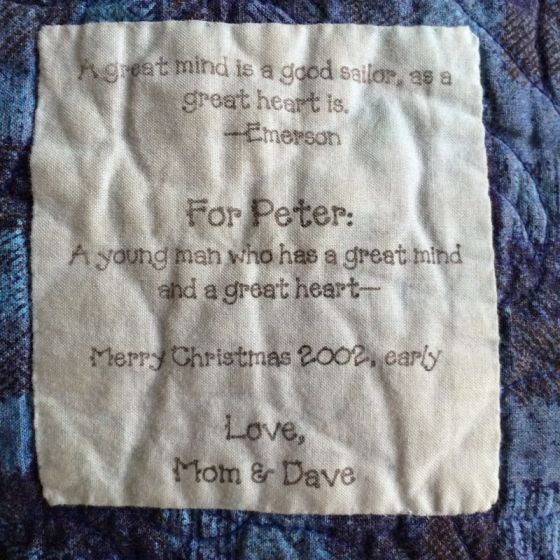 A great mind is a good sailor, as a
great heart is.
—Emerson
For Peter:
A young man who has a great mind
and a great heart—
Merry Christmas 2002, early
Love,
Mom & Dave